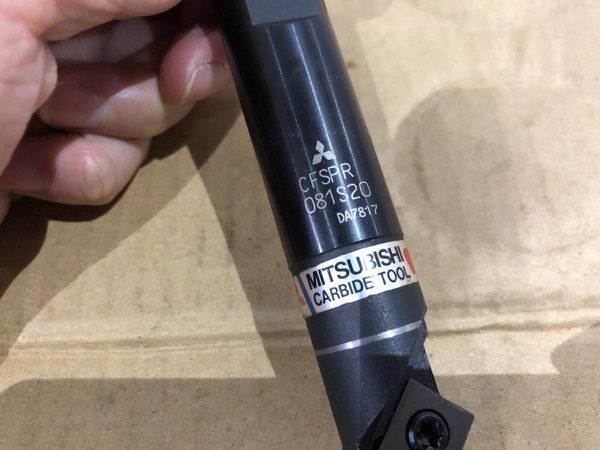 CFSPR
081S20
DA7817
MITSUBISHI
CARBIDE TOOL